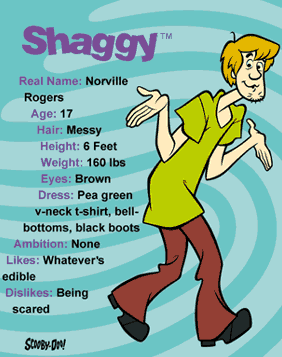 Shaggy™
Real Name: Norville
Rogers
Age: 17
Hair: Messy
Height: 6 Feet
Weight: 160 lbs
Eyes: Brown
Dress: Pea green
v-neck t-shirt, bell-
bottoms, black boots
Ambition: None
Likes: Whatever's
edible
Dislikes: Being
scared
SCOOBY-DOO!